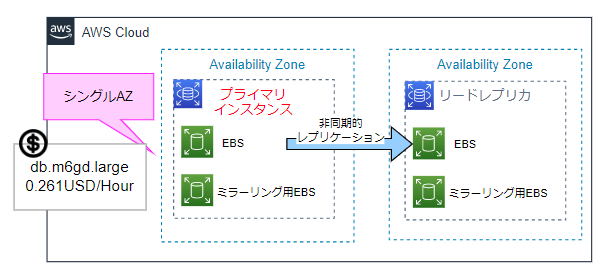 aws
AWS Cloud
Availability Zone
Availability Zone
シングルAZ
プライマリ
インスタンス
リードレプリカ
非同期的
レプリケーション
EBS
EBS
$
db.m6gd.large
0.261USD/Hour
ミラーリング用EBS
ミラーリング用EBS